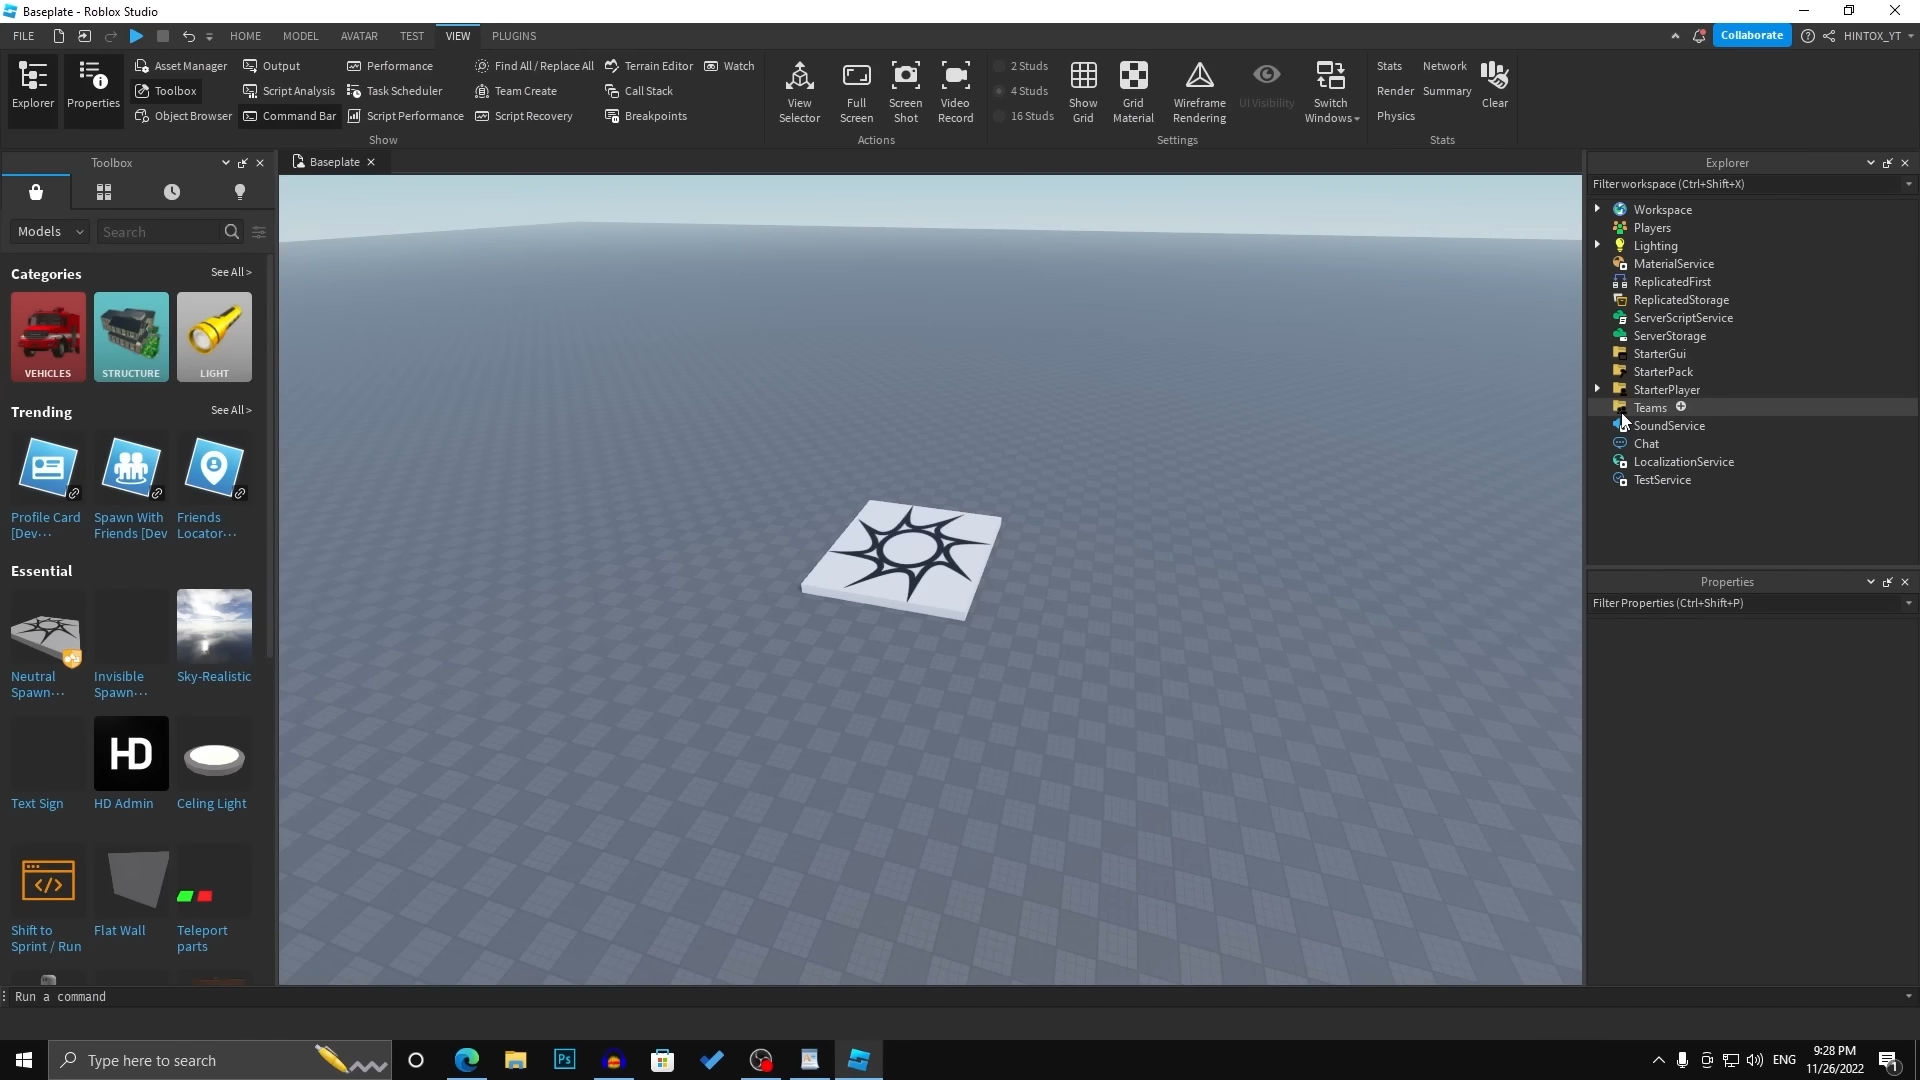 Baseplate - Roblox Studio
FILE HOME MODEL AVATAR TEST VIEW PLUGINS Collaborate HINTOX_YT
Explorer
Properties
Asset Manager
Toolbox
Object Browser
Output
Script Analysis
Command Bar
Performance
Task Scheduler
Script Performance
Find All / Replace All
Team Create
Script Recovery
Terrain Editor
Call Stack
Breakpoints
Watch
Show
View
Selector
Full
Screen
Screen
Shot
Video
Record
Actions
2 Studs
4 Studs
16 Studs
Show
Grid
Grid
Material
Wireframe
Rendering
UI Visibility
Switch
Windows
Settings
Stats
Render
Physics
Network
Summary
Clear
Stats
Toolbox
Models
Search
Categories See All >
VEHICLES STRUCTURE LIGHT
Trending See All >
Profile Card
[Dev···
Spawn With
Friends [Dev
Friends
Locator···
Essential
Neutral
Spawn···
Invisible
Spawn···
Sky-Realistic
Text Sign
HD
HD Admin
Celing Light
Shift to
Sprint / Run
Flat Wall
Teleport
parts
Baseplate
Explorer
Filter workspace (Ctrl+Shift+X)
Workspace
Players
Lighting
MaterialService
ReplicatedFirst
ReplicatedStorage
ServerScriptService
ServerStorage
StarterGui
StarterPack
StarterPlayer
Teams
SoundService
Chat
LocalizationService
TestService
Properties
Filter Properties (Ctrl+Shift+P)
Run a command
Type here to search
Ps
ENG
9:28 PM
11/26/2022
1